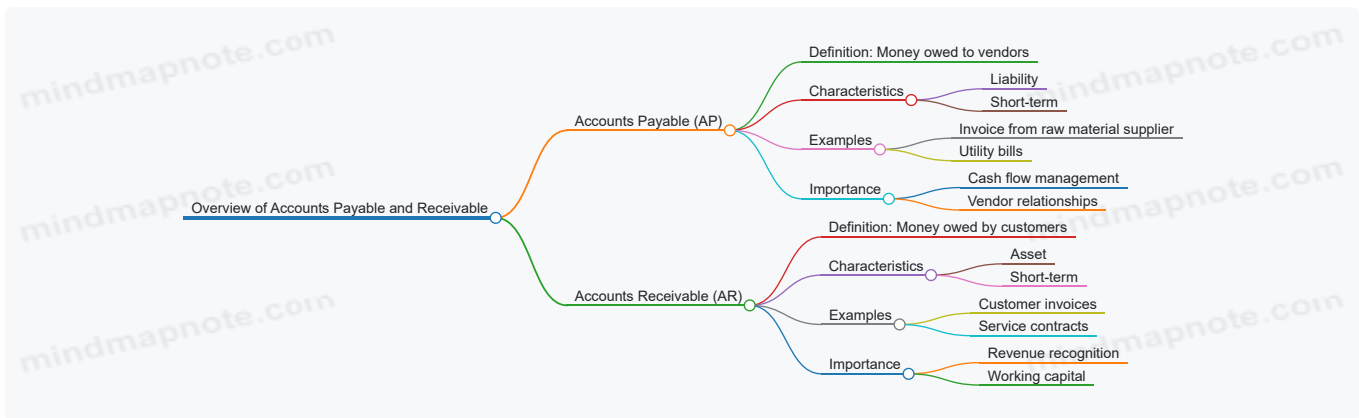 mindmapnote.com
mindmapnote.com
mindmapnote.com
mindmapnote.com
mindmapnote.com
mindmapnote.com
Overview of Accounts Payable and Receivable
Accounts Payable (AP)
Definition: Money owed to vendors
Characteristics
Liability
Short-term
Examples
Invoice from raw material supplier
Utility bills
Importance
Cash flow management
Vendor relationships
Accounts Receivable (AR)
Definition: Money owed by customers
Characteristics
Asset
Short-term
Examples
Customer invoices
Service contracts
Importance
Revenue recognition
Working capital